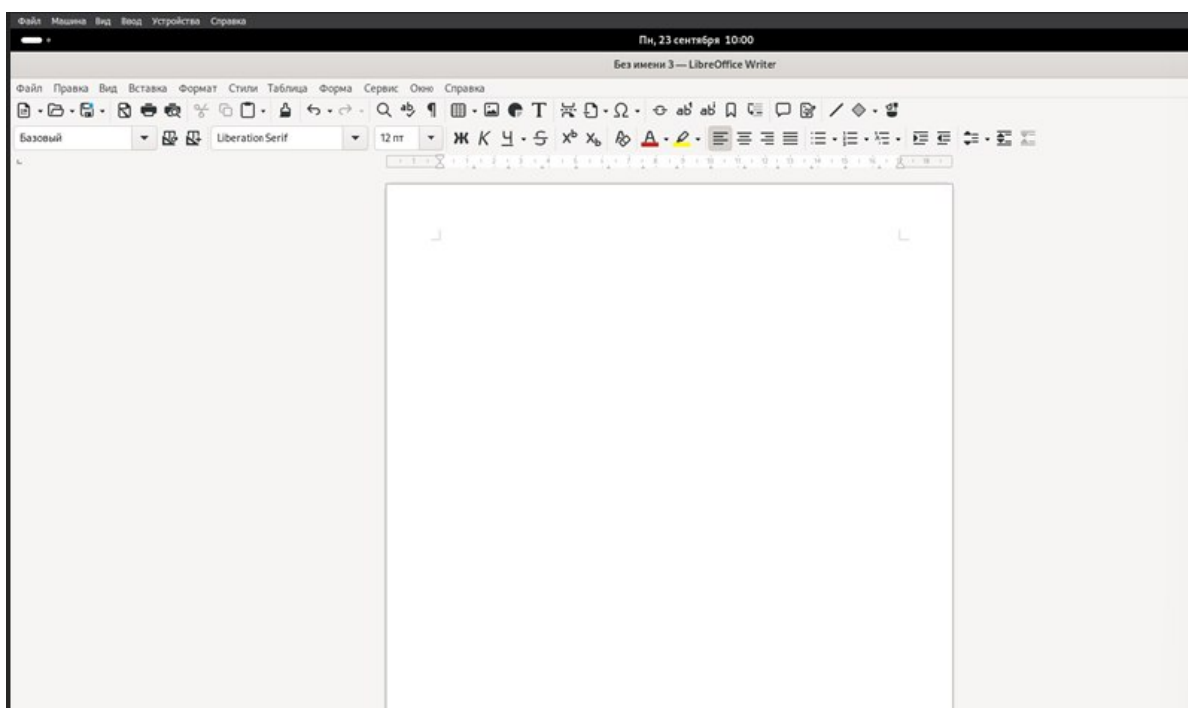 Файл Машина Вид Ввод Устройства Справка
Пн, 23 сентября 10:00
Без имени 3 — LibreOffice Writer
Файл Правка Вид Вставка Формат Стили Таблица Форма Сервис Окно Справка
Базовый Liberation Serif 12 пт Ж К Ч S